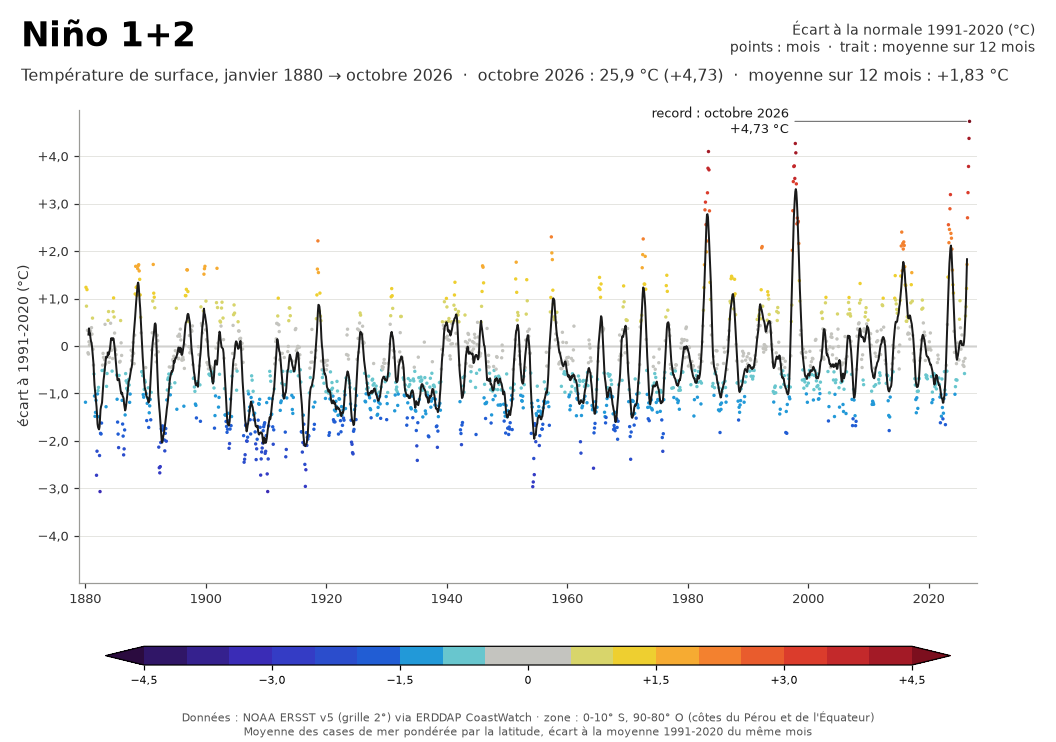 Niño 1+2
Écart à la normale 1991-2020 (°C)
points : mois · trait : moyenne sur 12 mois
Température de surface, janvier 1880 → octobre 2026 · octobre 2026 : 25,9 °C (+4,73) · moyenne sur 12 mois : +1,83 °C
record : octobre 2026
+4,73 °C
écart à 1991-2020 (°C)
+4,0
+3,0
+2,0
+1,0
0
−1,0
−2,0
−3,0
−4,0
1880 1900 1920 1940 1960 1980 2000 2020
−4,5 −3,0 −1,5 0 +1,5 +3,0 +4,5
Données : NOAA ERSST v5 (grille 2°) via ERDDAP CoastWatch · zone : 0-10° S, 90-80° O (côtes du Pérou et de l'Équateur)
Moyenne des cases de mer pondérée par la latitude, écart à la moyenne 1991-2020 du même mois